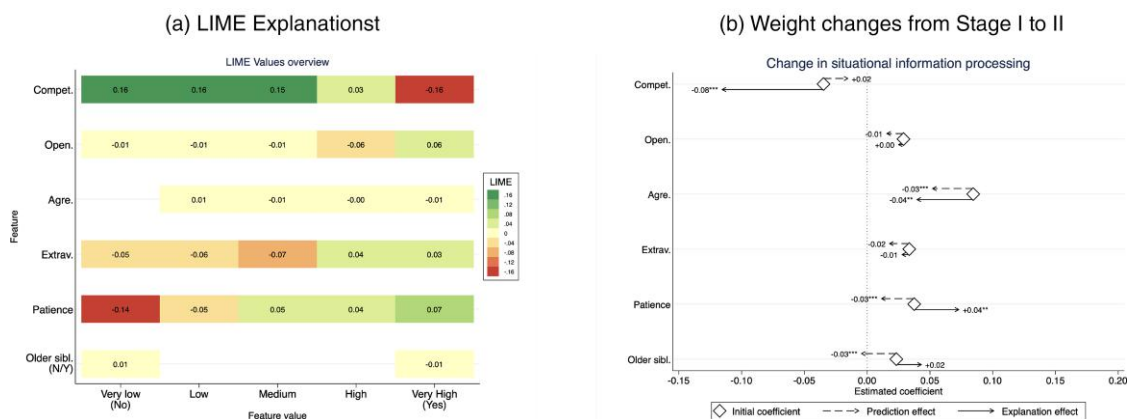 (a) LIME Explanationst
LIME Values overview
Feature
Compet. 0.16 0.16 0.15 0.03 -0.16
Open. -0.01 -0.01 -0.01 -0.06 0.06
Agre. 0.01 -0.01 -0.00 -0.01
Extrav. -0.05 -0.06 -0.07 0.04 0.03
Patience -0.14 -0.05 0.05 0.04 0.07
Older sibl.
(N/Y)
0.01 -0.01
Very low
(No)
Low
Medium
High
Very High
(Yes)
Feature value
LIME
.16
.12
.08
.04
0
-.04
-.08
-.12
-.16
(b) Weight changes from Stage I to II
Change in situational information processing
Compet.
+0.02
-0.08***
Open.
-0.01
+0.00
Agre.
-0.03***
-0.04**
Extrav.
-0.02
-0.01
Patience
-0.03***
+0.04**
Older sibl.
-0.03***
+0.02
-0.15 -0.10 -0.05 0.00 0.05 0.10 0.15 0.20
Estimated coefficient
Initial coefficient Prediction effect Explanation effect